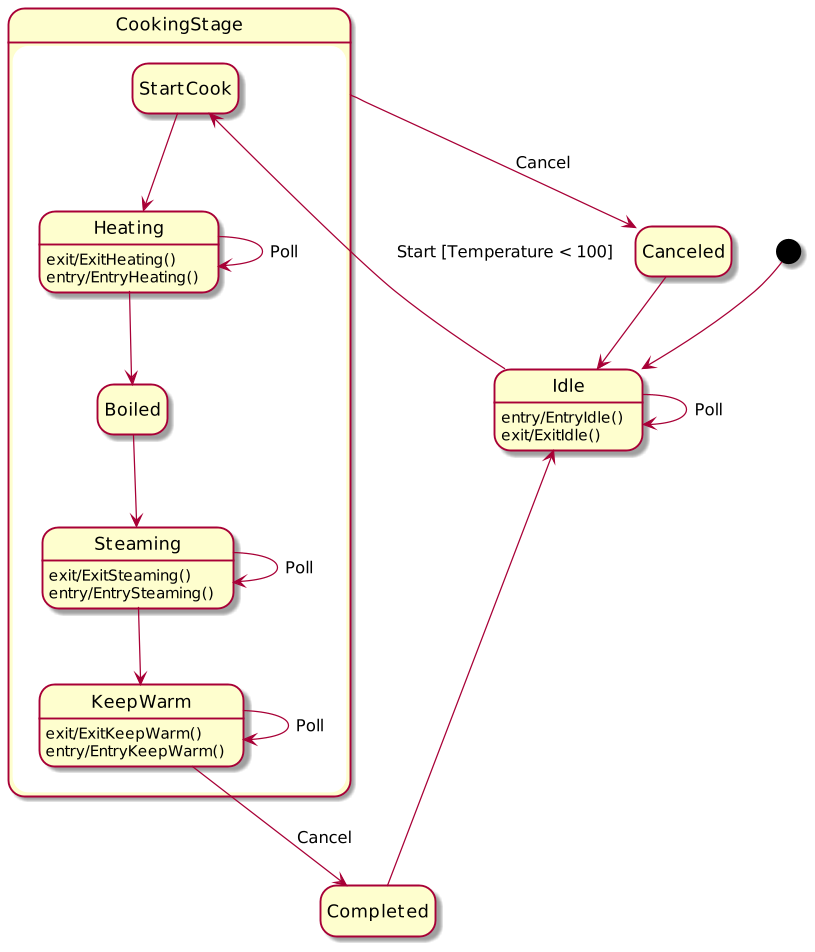 CookingStage
StartCook
Cancel
Heating
exit/ExitHeating()
entry/EntryHeating()
Poll
Start [Temperature < 100]
Canceled
Idle
entry/EntryIdle()
exit/ExitIdle()
Poll
Boiled
Steaming
exit/ExitSteaming()
entry/EntrySteaming()
Poll
KeepWarm
exit/ExitKeepWarm()
entry/EntryKeepWarm()
Poll
Cancel
Completed